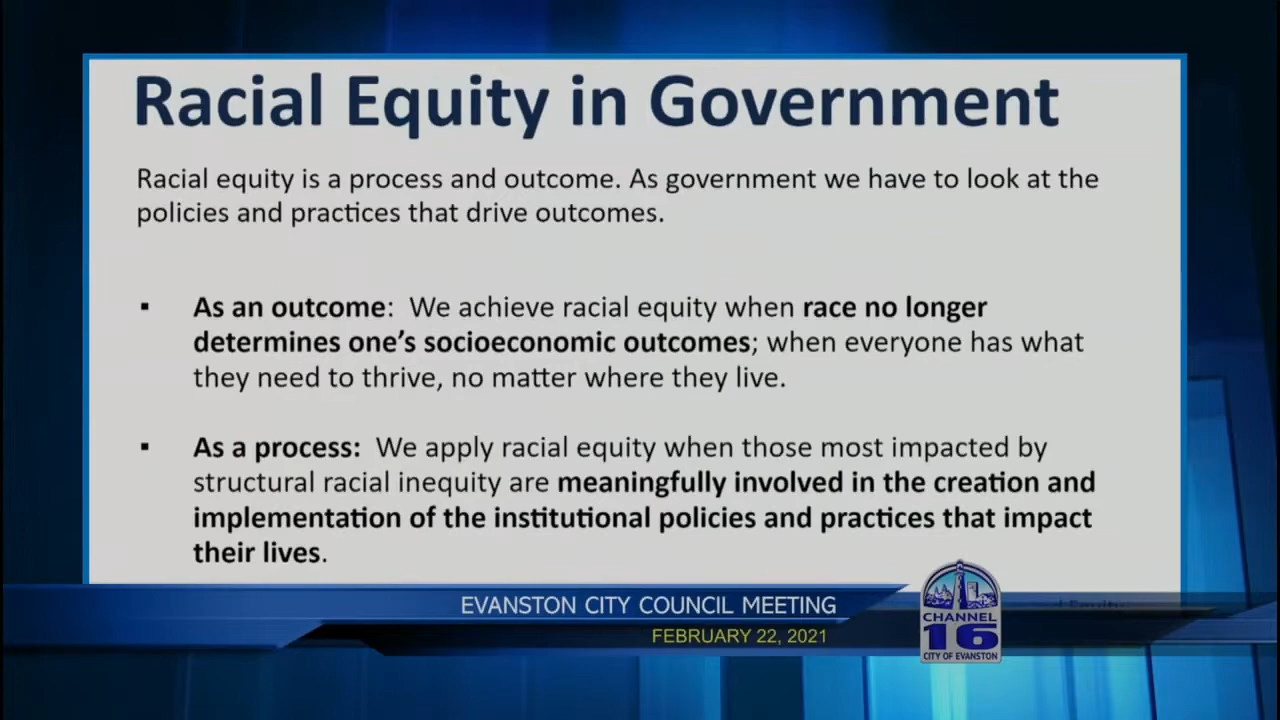 Racial Equity in Government
Racial equity is a process and outcome. As government we have to look at the
policies and practices that drive outcomes.
▪ As an outcome:  We achieve racial equity when race no longer
determines one’s socioeconomic outcomes; when everyone has what
they need to thrive, no matter where they live.
▪ As a process:  We apply racial equity when those most impacted by
structural racial inequity are meaningfully involved in the creation and
implementation of the institutional policies and practices that impact
their lives.
EVANSTON CITY COUNCIL MEETING
FEBRUARY 22, 2021
CHANNEL
16
CITY OF EVANSTON